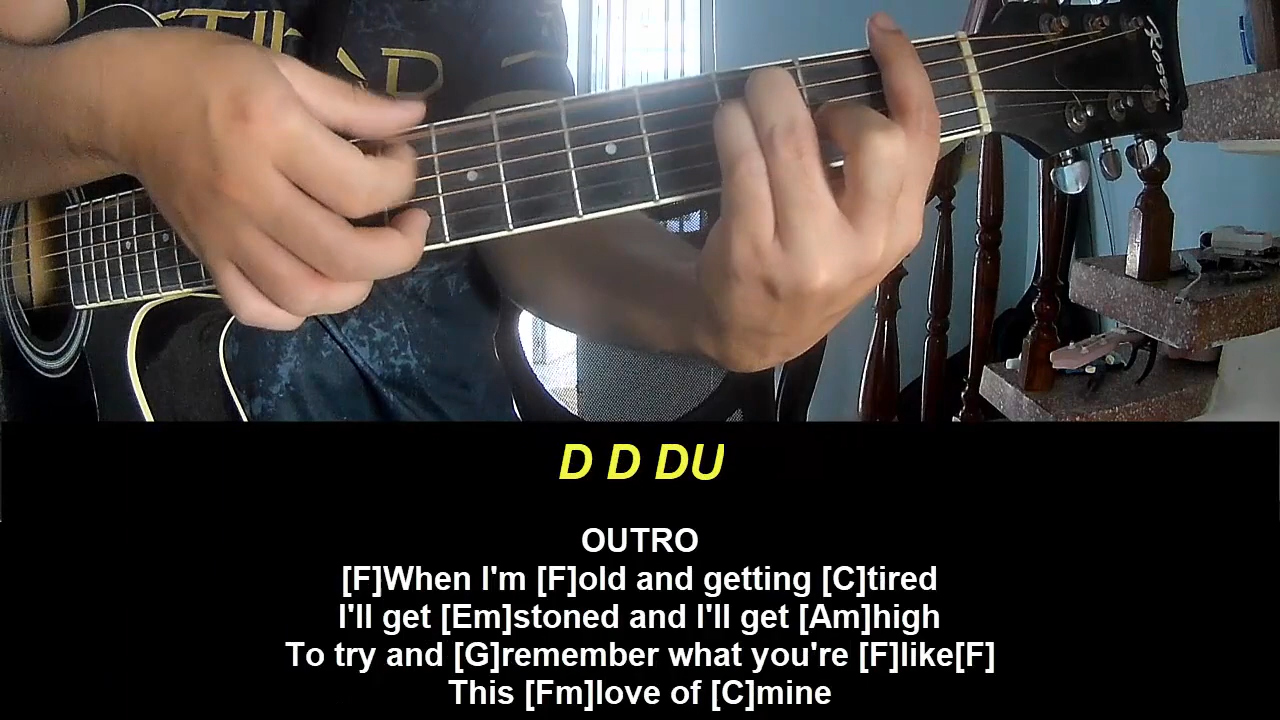 D D DU
OUTRO
[F]When I'm [F]old and getting [C]tired
I'll get [Em]stoned and I'll get [Am]high
To try and [G]remember what you're [F]like[F]
This [Fm]love of [C]mine